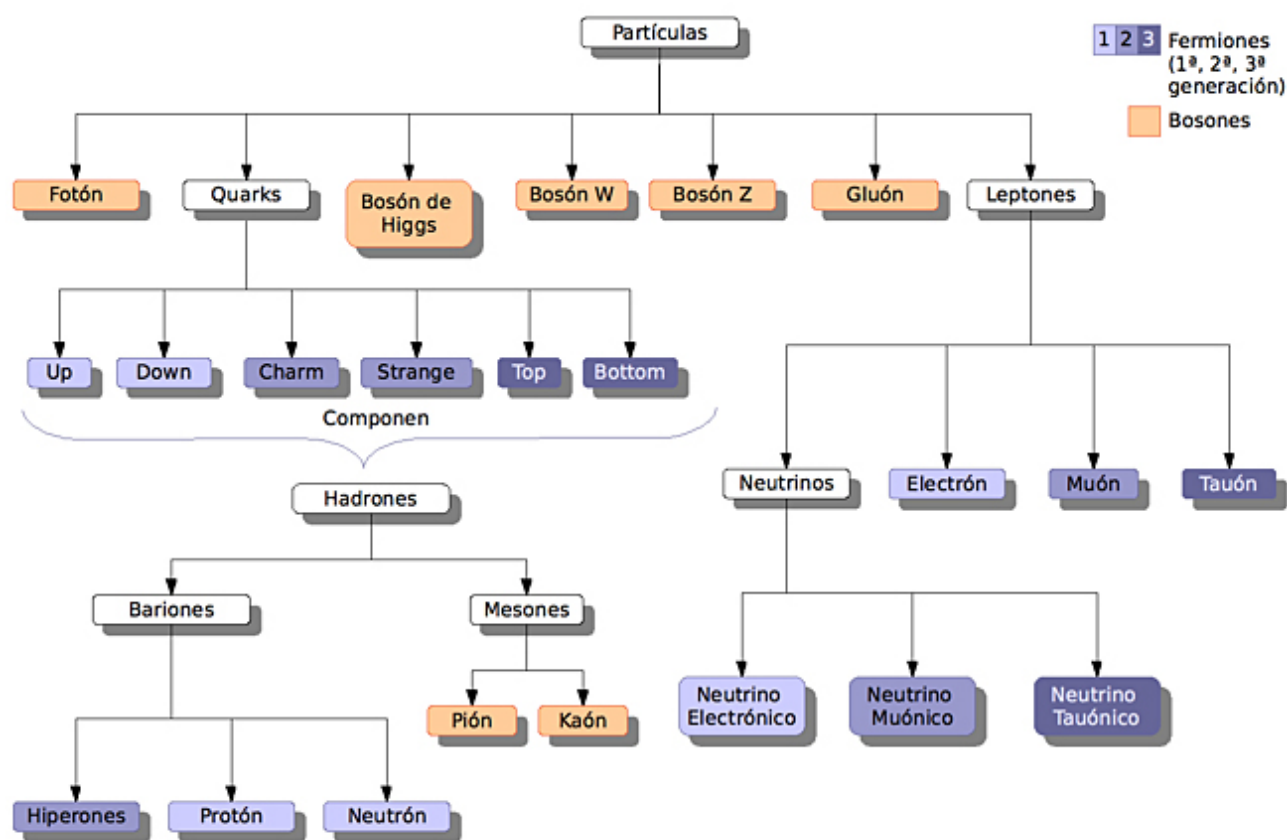 Partículas
1 2 3 Fermiones
(1ª, 2ª, 3ª
generación)
Bosones
Fotón
Quarks
Bosón de
Higgs
Bosón W
Bosón Z
Gluón
Leptones
Up
Down
Charm
Strange
Top
Bottom
Componen
Hadrones
Neutrinos
Electrón
Muón
Tauón
Bariones
Mesones
Pión
Kaón
Neutrino
Electrónico
Neutrino
Muónico
Neutrino
Tauónico
Hiperones
Protón
Neutrón